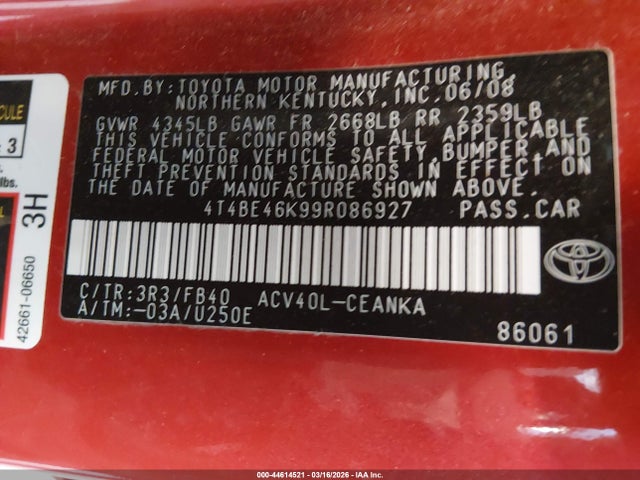 MFD.BY:TOYOTA MOTOR MANUFACTURING,
NORTHERN KENTUCKY,INC.06/08
GVWR 4345LB GAWR FR 2668LB RR 2359LB
THIS VEHICLE CONFORMS TO ALL APPLICABLE
FEDERAL MOTOR VEHICLE SAFETY,BUMPER AND
THEFT PREVENTION STANDARDS IN EFFECT ON
THE DATE OF MANUFACTURE SHOWN ABOVE.
4T4BE46K99R086927 PASS.CAR
C/TR:3R3/FB40 ACV40L-CEANKA
A/TM:-03A/U250E
86061
TOYOTA
3
lbs.
3H
42661-06650
000-44614521 | 03/16/2026 | IAA Inc.